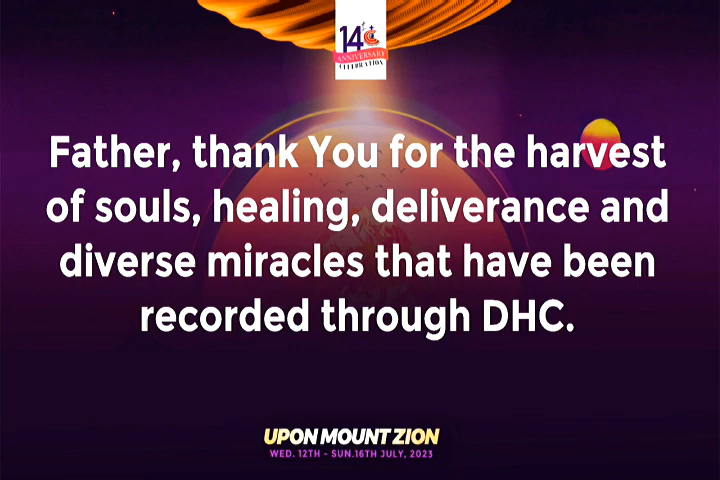 14
ANNIVERSARY
CELEBRATION
Father, thank You for the harvest
of souls, healing, deliverance and
diverse miracles that have been
recorded through DHC.
UPON MOUNT ZION
WED. 12TH - SUN.16TH JULY, 2023